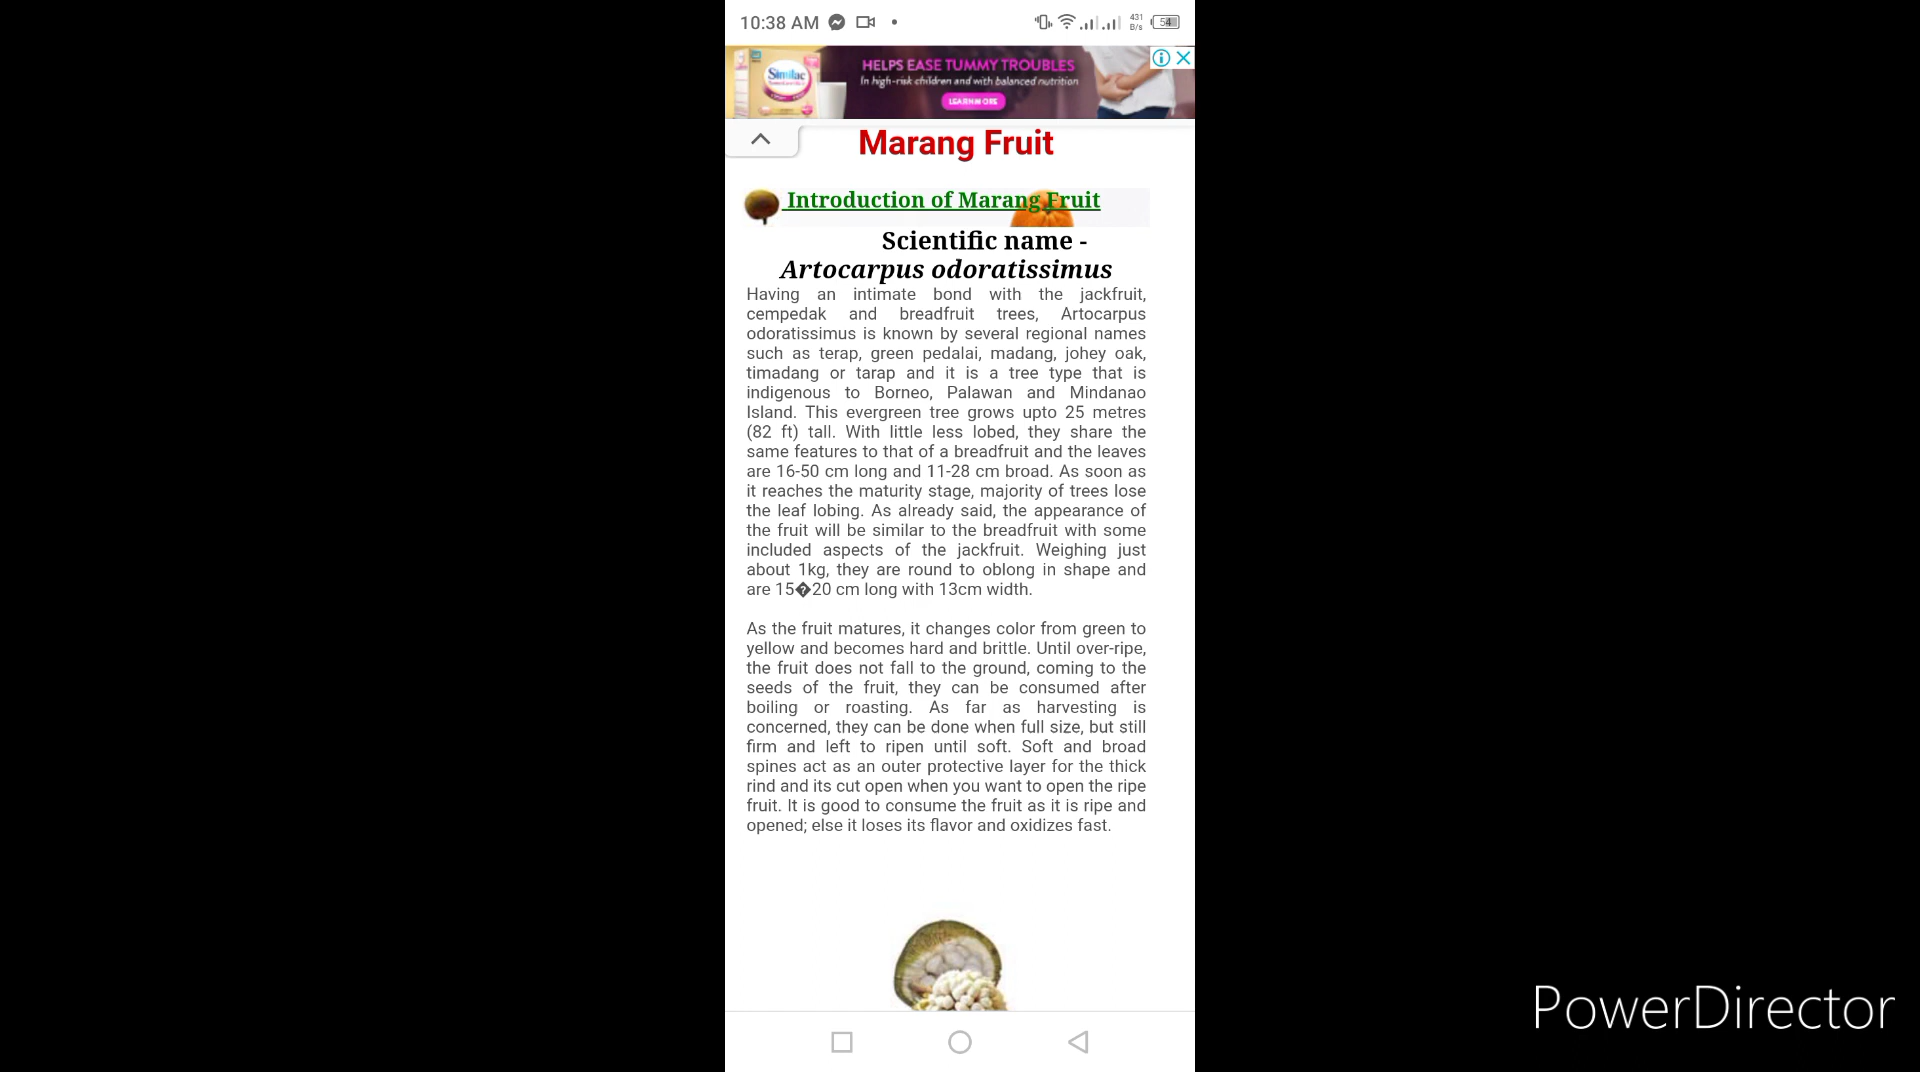 10:38 AM
431
B/s
54
Similac
HELPS EASE TUMMY TROUBLES
In high-risk children and with balanced nutrition
LEARN MORE
Marang Fruit
Introduction of Marang Fruit
Scientific name -
Artocarpus odoratissimus
Having an intimate bond with the jackfruit,
cempedak and breadfruit trees, Artocarpus
odoratissimus is known by several regional names
such as terap, green pedalai, madang, johey oak,
timadang or tarap and it is a tree type that is
indigenous to Borneo, Palawan and Mindanao
Island. This evergreen tree grows upto 25 metres
(82 ft) tall. With little less lobed, they share the
same features to that of a breadfruit and the leaves
are 16-50 cm long and 11-28 cm broad. As soon as
it reaches the maturity stage, majority of trees lose
the leaf lobing. As already said, the appearance of
the fruit will be similar to the breadfruit with some
included aspects of the jackfruit. Weighing just
about 1kg, they are round to oblong in shape and
are 15�20 cm long with 13cm width.
As the fruit matures, it changes color from green to
yellow and becomes hard and brittle. Until over-ripe,
the fruit does not fall to the ground, coming to the
seeds of the fruit, they can be consumed after
boiling or roasting. As far as harvesting is
concerned, they can be done when full size, but still
firm and left to ripen until soft. Soft and broad
spines act as an outer protective layer for the thick
rind and its cut open when you want to open the ripe
fruit. It is good to consume the fruit as it is ripe and
opened; else it loses its flavor and oxidizes fast.
PowerDirector